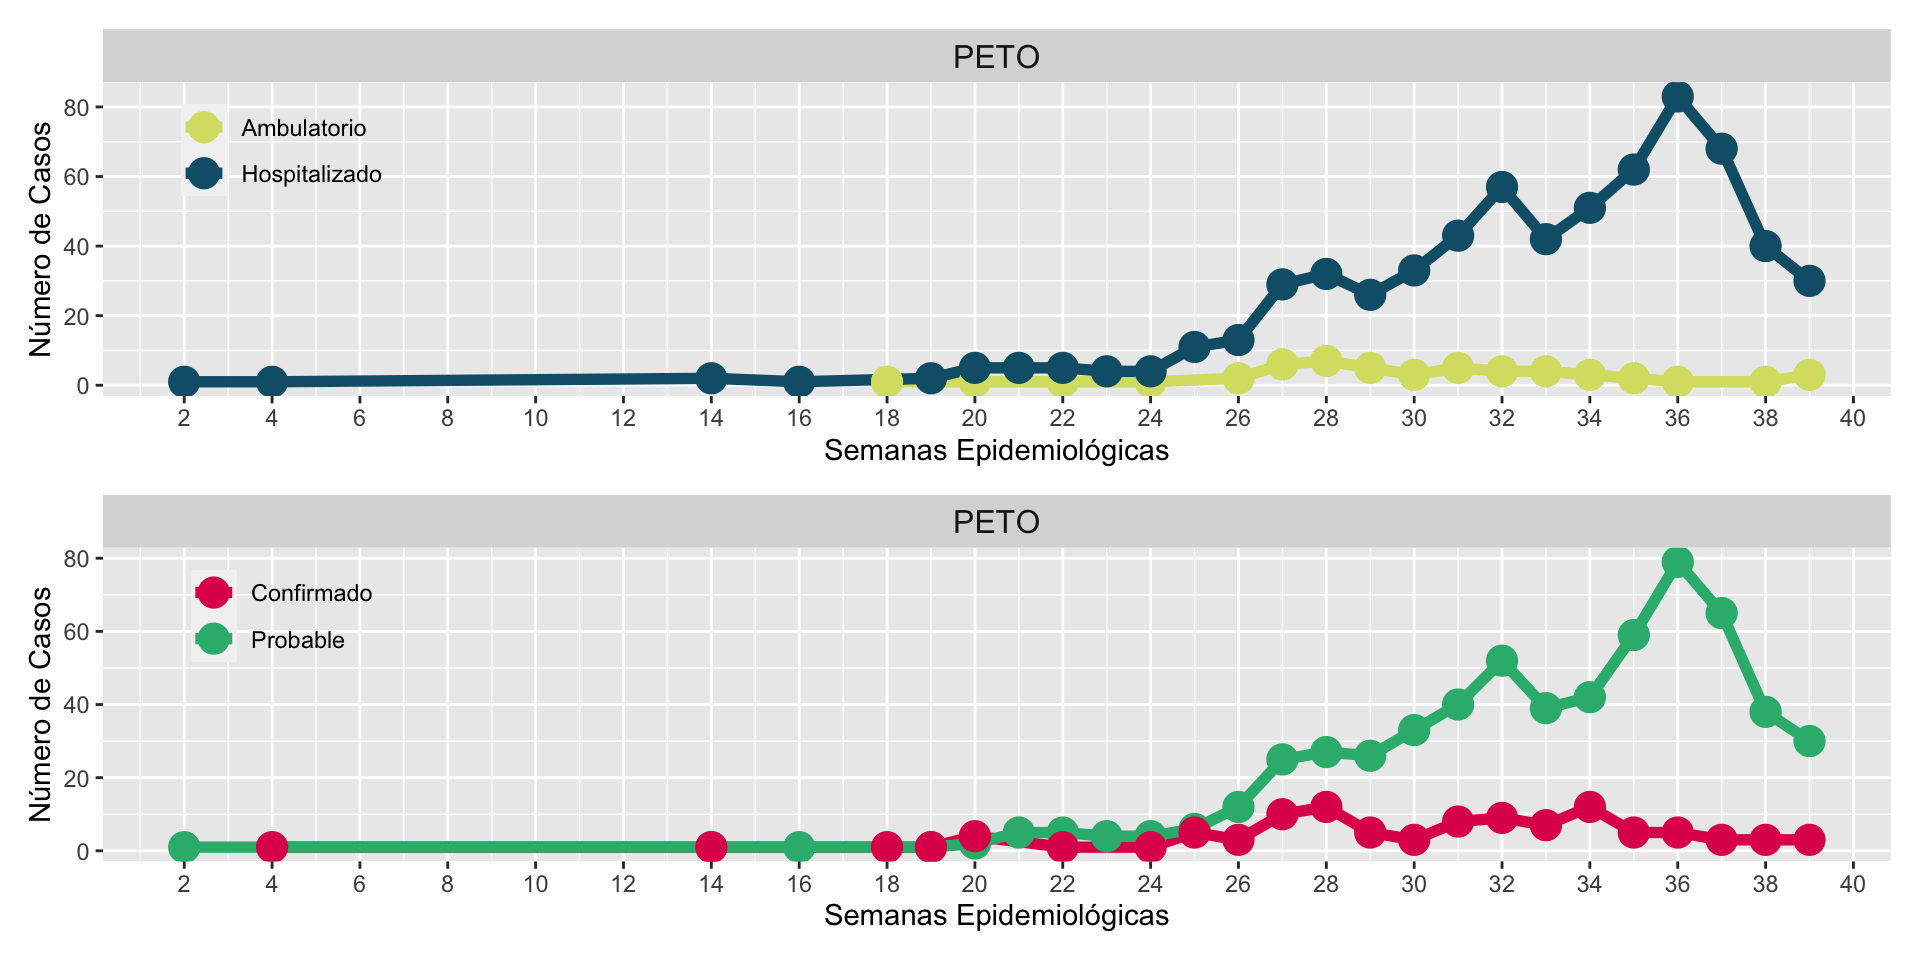 PETO
Número de Casos
80
60
40
20
0
Ambulatorio
Hospitalizado
2 4 6 8 10 12 14 16 18 20 22 24 26 28 30 32 34 36 38 40
Semanas Epidemiológicas
PETO
Número de Casos
80
60
40
20
0
Confirmado
Probable
2 4 6 8 10 12 14 16 18 20 22 24 26 28 30 32 34 36 38 40
Semanas Epidemiológicas